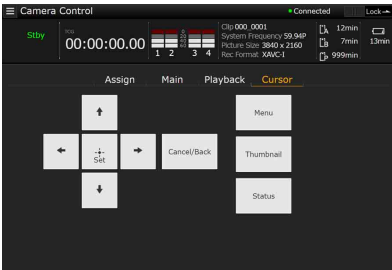 Camera Control
Connected
Lock
Stby
TCG
00:00:00.00
1 2 3 4
Clip 000_0001
System Frequency 59.94P
Picture Size 3840 x 2160
Rec Format XAVC-I
A 12min
B 7min
999min
13min
Assign Main Playback Cursor
Menu
Set
Cancel/Back
Thumbnail
Status